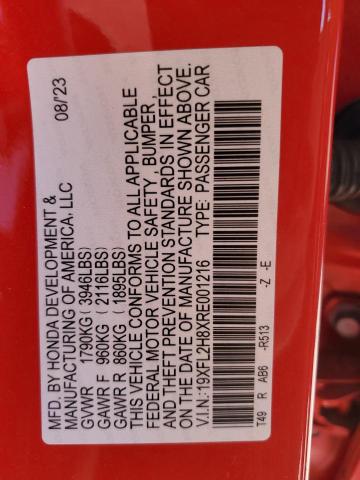 MFD. BY HONDA DEVELOPMENT & 08/23
MANUFACTURING OF AMERICA, LLC
GVWR 1790KG (3946LBS)
GAWR F 960KG (2116LBS)
GAWR R 860KG (1895LBS)
THIS VEHICLE CONFORMS TO ALL APPLICABLE
FEDERAL MOTOR VEHICLE SAFETY, BUMPER,
AND THEFT PREVENTION STANDARDS IN EFFECT
ON THE DATE OF MANUFACTURE SHOWN ABOVE.
V.I.N.:19XFL2H8XRE001216 TYPE: PASSENGER CAR
T49 R AB6 -R513 -Z -E